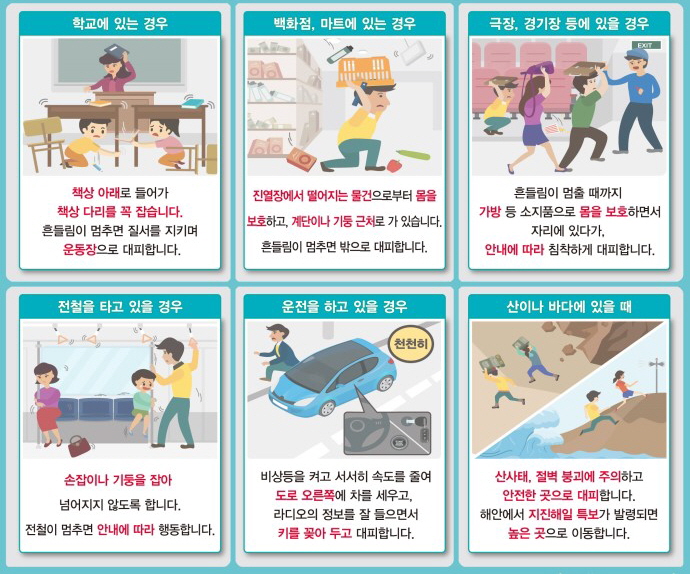 학교에 있는 경우
책상 아래로 들어가
책상 다리를 꼭 잡습니다.
흔들림이 멈추면 질서를 지키며
운동장으로 대피합니다.
백화점, 마트에 있는 경우
진열장에서 떨어지는 물건으로부터 몸을
보호하고, 계단이나 기둥 근처로 가 있습니다.
흔들림이 멈추면 밖으로 대피합니다.
극장, 경기장 등에 있을 경우
EXIT
흔들림이 멈출 때까지
가방 등 소지품으로 몸을 보호하면서
자리에 있다가,
안내에 따라 침착하게 대피합니다.
전철을 타고 있을 경우
손잡이나 기둥을 잡아
넘어지지 않도록 합니다.
전철이 멈추면 안내에 따라 행동합니다.
운전을 하고 있을 경우
천천히
비상등을 켜고 서서히 속도를 줄여
도로 오른쪽에 차를 세우고,
라디오의 정보를 잘 들으면서
키를 꽂아 두고 대피합니다.
산이나 바다에 있을 때
산사태, 절벽 붕괴에 주의하고
안전한 곳으로 대피합니다.
해안에서 지진해일 특보가 발령되면
높은 곳으로 이동합니다.